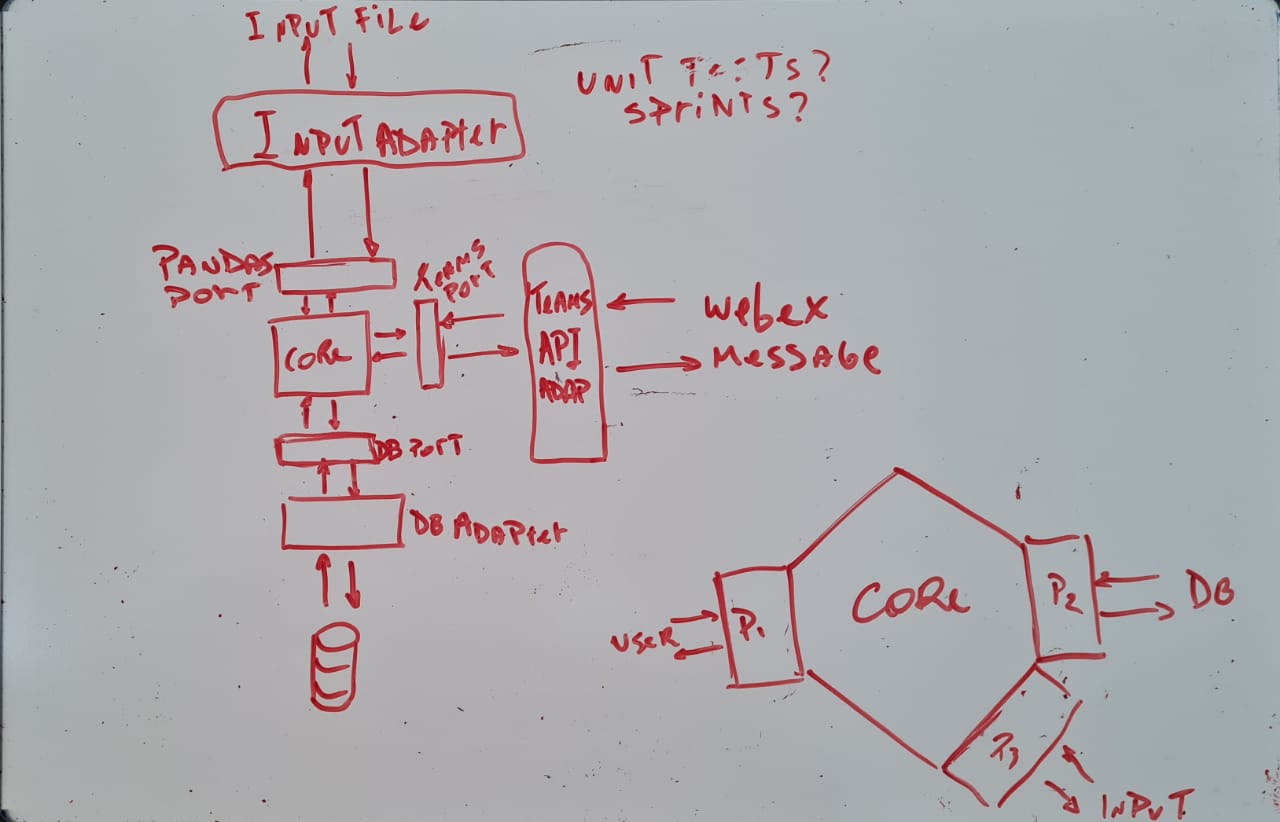 INPUT FILE
UNIT TESTS?
SPRINTS?
INPUT ADAPTER
PANDAS
PORT
TEAMS
PORT
CORE
TEAMS
API
ADAP
WEBEX
MESSAGE
DB PORT
DB ADAPTER
CORE
P1
P2
P3
USER
DB
INPUT